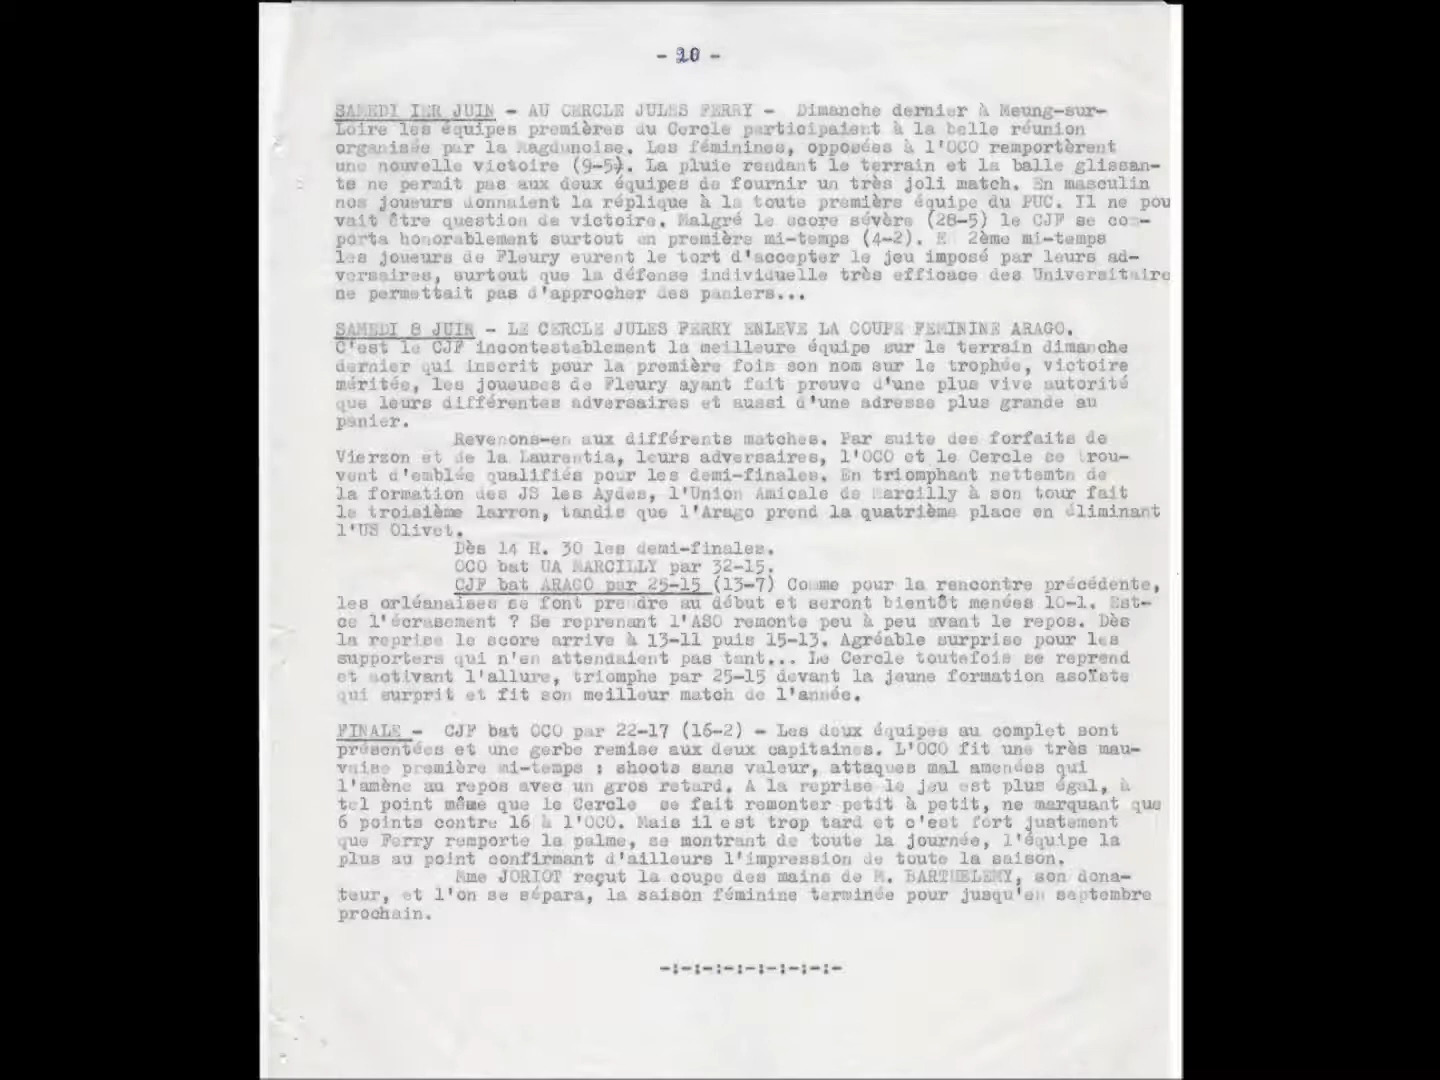 - 20 -
SAMEDI IER JUIN - AU CERCLE JULES FERRY - Dimanche dernier à Meung-sur-
Loire les équipes premières du Cercle participaient à la belle réunion
organisée par la Magdunoise. Les féminines, opposées à l'OCO remportèrent
une nouvelle victoire (9-5). La pluie rendant le terrain et la balle glissan-
te ne permit pas aux deux équipes de fournir un très joli match. En masculin
nos joueurs donnaient la réplique à la toute première équipe du PUC. Il ne pou
vait être question de victoire. Malgré le score sévère (28-5) le CJF se com-
porta honorablement surtout en première mi-temps (4-2). En 2ème mi-temps
les joueurs de Fleury eurent le tort d'accepter le jeu imposé par leurs ad-
versaires, surtout que la défense individuelle très efficace des Universitaire
ne permettait pas d'approcher des paniers...
SAMEDI 8 JUIN - LE CERCLE JULES FERRY ENLEVE LA COUPE FEMININE ARAGO.
C'est le CJF incontestablement la meilleure équipe sur le terrain dimanche
dernier qui inscrit pour la première fois son nom sur le trophée, victoire
méritée, les joueuses de Fleury ayant fait preuve d'une plus vive autorité
que leurs différentes adversaires et aussi d'une adresse plus grande au
panier.
Revenons-en aux différents matches. Par suite des forfaits de
Vierzon et de la Laurentia, leurs adversaires, l'OCO et le Cercle se trou-
vent d'emblée qualifiés pour les demi-finales. En triomphant nettemtn de
la formation des JS les Aydes, l'Union Amicale de Marcilly à son tour fait
le troisième larron, tandis que l'Arago prend la quatrième place en éliminant
l'US Olivet.
Dès 14 H. 30 les demi-finales.
OCO bat UA MARCILLY par 32-15.
CJF bat ARAGO par 25-15 (13-7) Comme pour la rencontre précédente,
les orléanaises se font prendre au début et seront bientôt menées 10-1. Est-
ce l'écrasement ? Se reprenant l'ASO remonte peu à peu avant le repos. Dès
la reprise le score arrive à 13-11 puis 15-13. Agréable surprise pour les
supporters qui n'en attendaient pas tant... Le Cercle toutefois se reprend
et activant l'allure, triomphe par 25-15 devant la jeune formation asoïste
qui surprit et fit son meilleur match de l'année.
FINALE - CJF bat OCO par 22-17 (16-2) - Les deux équipes au complet sont
présentées et une gerbe remise aux deux capitaines. L'OCO fit une très mau-
vaise première mi-temps : shoots sans valeur, attaques mal amenées qui
l'amène au repos avec un gros retard. A la reprise le jeu est plus égal, à
tel point même que le Cercle se fait remonter petit à petit, ne marquant que
6 points contre 16 à l'OCO. Mais il est trop tard et c'est fort justement
que Ferry remporte la palme, se montrant de toute la journée, l'équipe la
plus au point confirmant d'ailleurs l'impression de toute la saison.
Mme JORIOT reçut la coupe des mains de M. BARTHELEMY, son dona-
teur, et l'on se sépara, la saison féminine terminée pour jusqu'en septembre
prochain.
-:-:-:-:-:-:-:-:-